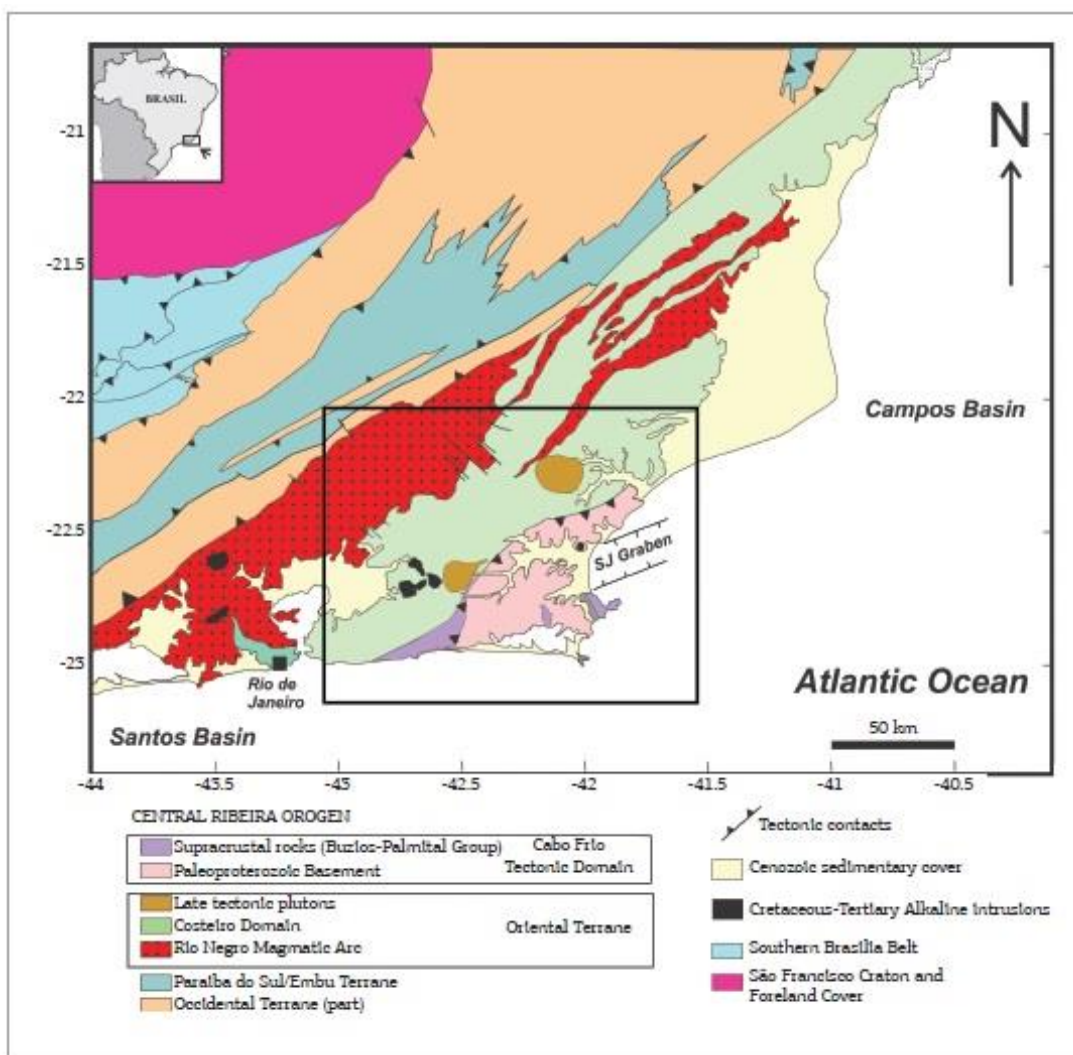 BRASIL
N
-21
-21.5
-22
-22.5
-23
Campos Basin
SJ Graben
Rio de
Janeiro
Atlantic Ocean
Santos Basin
50 km
-44
-43.5
-43
-42.5
-42
-41.5
-41
-40.5
CENTRAL RIBEIRA OROGEN
Supracrustal rocks (Buzios-Palmital Group)
Paleoproterozoic Basement
Cabo Frio
Tectonic Domain
Late tectonic plutons
Costeiro Domain
Rio Negro Magmatic Arc
Oriental Terrane
Paraíba do Sul/Embu Terrane
Occidental Terrane (part)
Tectonic contacts
Cenozoic sedimentary cover
Cretaceous-Tertiary Alkaline intrusions
Southern Brasília Belt
São Francisco Craton and
Foreland Cover